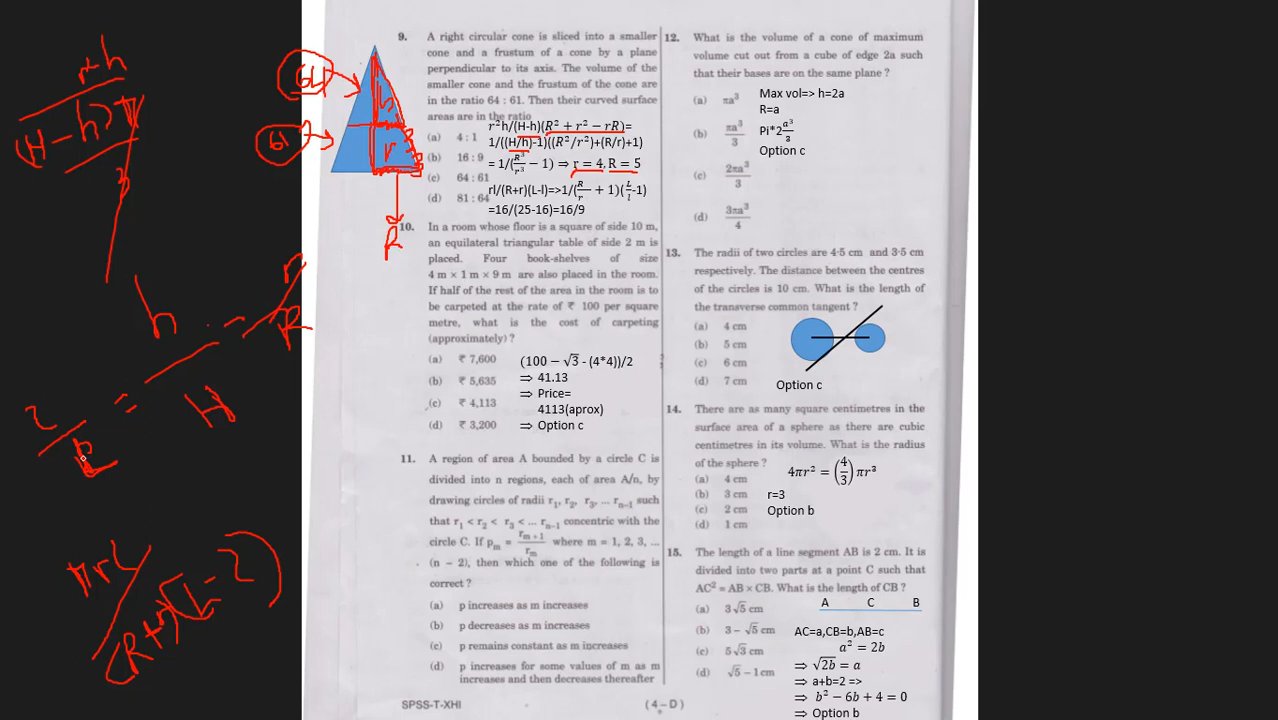 9. A right circular cone is sliced into a smaller
cone and a frustum of a cone by a plane
perpendicular to its axis. The volume of the
smaller cone and the frustum of the cone are
in the ratio 64 : 61. Then their curved surface
areas are in the ratio
(a) 4 : 1
(b) 16 : 9
(c) 64 : 61
(d) 81 : 64
r²h/(H-h)(R² + r² − rR)=
1/((H/h)-1)((R²/r²)+(R/r)+1)
= 1/(R³/r³ − 1) ⇒ r = 4, R = 5
rl/(R+r)(L-l)=>1/(R/r + 1)(L/l-1)
=16/(25-16)=16/9
64
61
h
r
R
r²h
h
r
R
H
πrl
10. In a room whose floor is a square of side 10 m,
an equilateral triangular table of side 2 m is
placed. Four book-shelves of size
4 m × 1 m × 9 m are also placed in the room.
If half of the rest of the area in the room is to
be carpeted at the rate of ₹ 100 per square
metre, what is the cost of carpeting
(approximately) ?
(a) ₹ 7,600
(b) ₹ 5,635
(c) ₹ 4,113
(d) ₹ 3,200
(100 − √3 - (4*4))/2
⇒ 41.13
⇒ Price=
4113(aprox)
⇒ Option c
11. A region of area A bounded by a circle C is
divided into n regions, each of area A/n, by
drawing circles of radii r₁, r₂, r₃, ... rₙ₋₁ such
that r₁ < r₂ < r₃ < ... rₙ₋₁ concentric with the
circle C. If pₘ = rₘ₊₁/rₘ where m = 1, 2, 3, ...
(n − 2), then which one of the following is
correct ?
(a) p increases as m increases
(b) p decreases as m increases
(c) p remains constant as m increases
(d) p increases for some values of m as m
increases and then decreases thereafter
SPSS-T-XHI
(4–D)
12. What is the volume of a cone of maximum
volume cut out from a cube of edge 2a such
that their bases are on the same plane ?
(a) πa³
(b) πa³/3
(c) 2πa³/3
(d) 3πa³/4
Max vol=> h=2a
R=a
Pi*2a³/3
Option c
13. The radii of two circles are 4·5 cm and 3·5 cm
respectively. The distance between the centres
of the circles is 10 cm. What is the length of
the transverse common tangent ?
(a) 4 cm
(b) 5 cm
(c) 6 cm
(d) 7 cm
Option c
14. There are as many square centimetres in the
surface area of a sphere as there are cubic
centimetres in its volume. What is the radius
of the sphere ?
(a) 4 cm
(b) 3 cm
(c) 2 cm
(d) 1 cm
4πr² = (4/3)πr³
r=3
Option b
15. The length of a line segment AB is 2 cm. It is
divided into two parts at a point C such that
AC² = AB × CB. What is the length of CB ?
(a) 3√5 cm
(b) 3 − √5 cm
(c) 5√3 cm
(d) √5 − 1 cm
A C B
AC=a,CB=b,AB=c
a² = 2b
⇒ √2b = a
⇒ a+b=2 =>
⇒ b² − 6b + 4 = 0
⇒ Option b